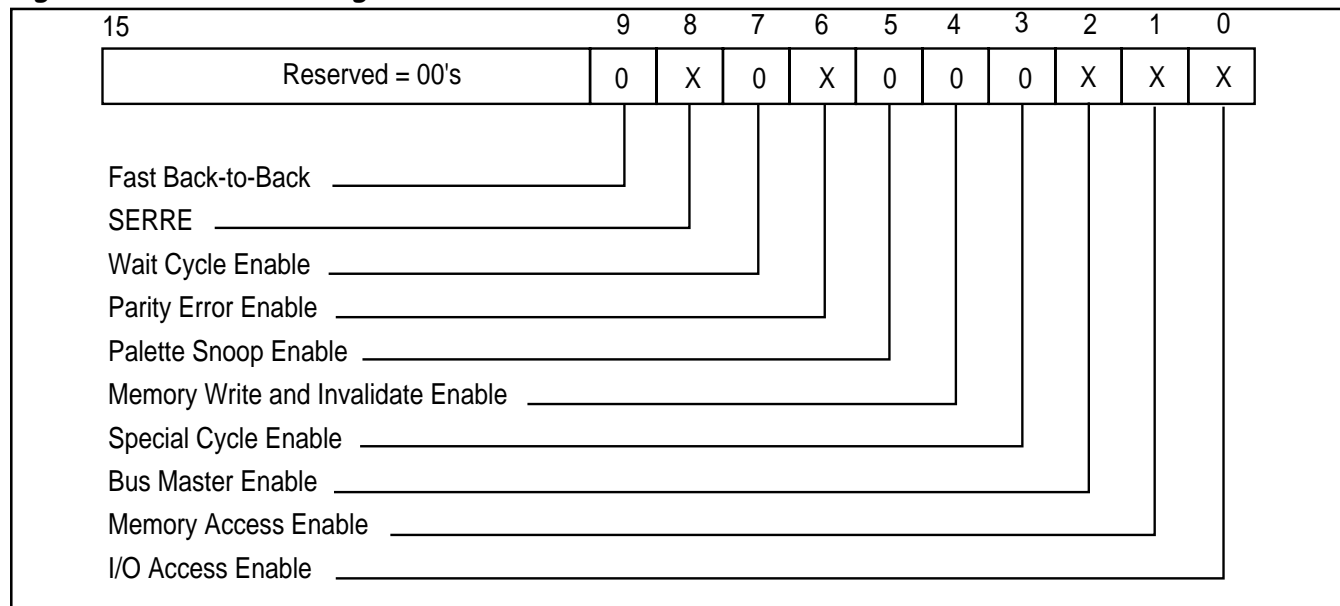 15 9 8 7 6 5 4 3 2 1 0
Reserved = 00's 0 X 0 X 0 0 0 X X X
Fast Back-to-Back
SERRE
Wait Cycle Enable
Parity Error Enable
Palette Snoop Enable
Memory Write and Invalidate Enable
Special Cycle Enable
Bus Master Enable
Memory Access Enable
I/O Access Enable